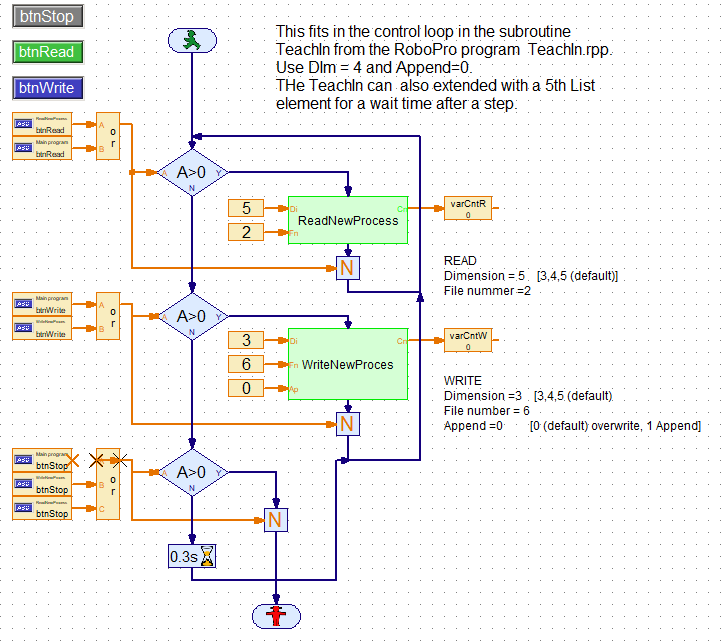 btnStop
btnRead
btnWrite
This fits in the control loop in the subroutine
TeachIn from the RoboPro program TeachIn.rpp.
Use DIm = 4 and Append=0.
THe TeachIn can also extended with a 5th List
element for a wait time after a step.
ReadNewProcess
btnRead
Main program
btnRead
A
B
or
A A>0 Y
N
5
2
Di
Fn
Cn
ReadNewProcess
varCntR
0
N
READ
Dimension = 5 [3,4,5 (default)]
File nummer =2
Main program
btnWrite
WriteNewProces
btnWrite
A
B
or
A A>0 Y
N
3
6
0
Di
Fn
Ap
Cn
WriteNewProces
varCntW
0
N
WRITE
Dimension =3 [3,4,5 (default)
File number = 6
Append =0 [0 (default) overwrite, 1 Append]
Main program
btnStop
WriteNewProces
btnStop
ReadNewProcess
btnStop
B
C
or
A A>0 Y
N
N
0.3s